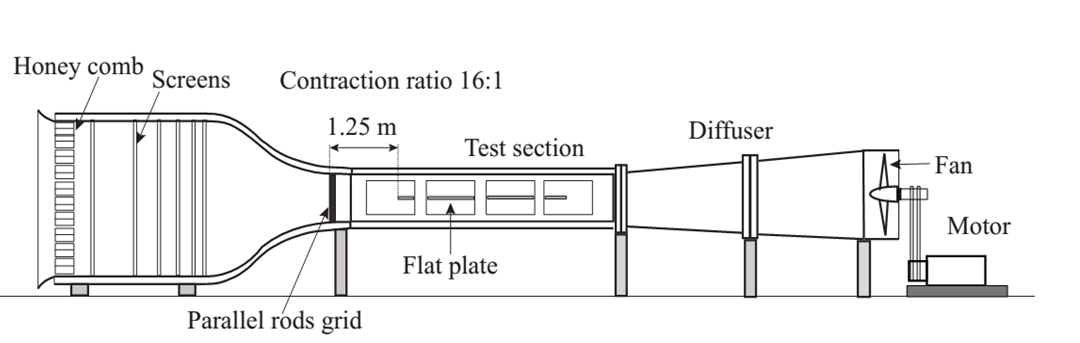 Honey comb
Screens
Contraction ratio 16:1
1.25 m
Test section
Diffuser
Fan
Motor
Flat plate
Parallel rods grid